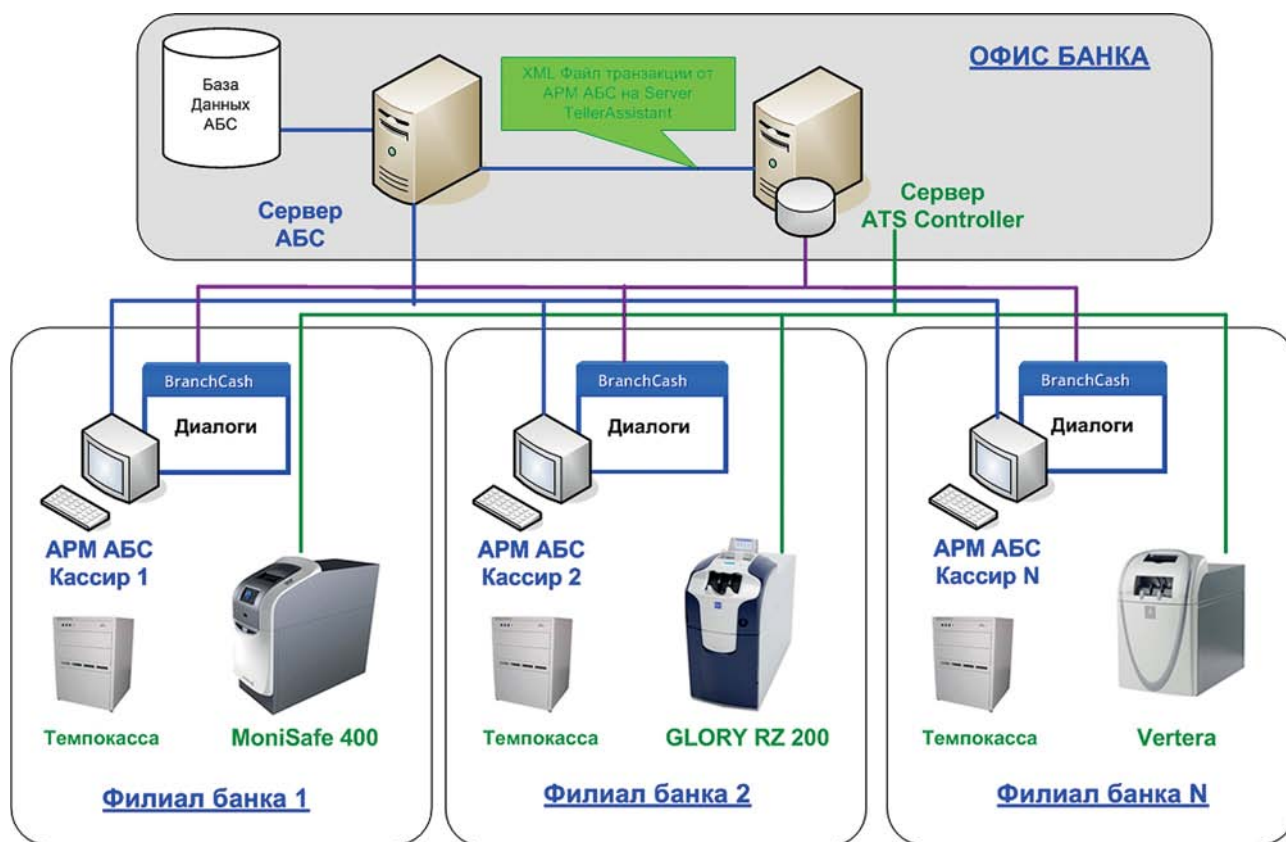 ОФИС БАНКА
База
Данных
АБС
XML Файл транзакции от
АРМ АБС на Server
TellerAssistant
Сервер
АБС
Сервер
ATS Controller
BranchCash
Диалоги
АРМ АБС
Кассир 1
Темпокасса
MoniSafe 400
Филиал банка 1
BranchCash
Диалоги
АРМ АБС
Кассир 2
Темпокасса
GLORY RZ 200
Филиал банка 2
BranchCash
Диалоги
АРМ АБС
Кассир N
Темпокасса
Vertera
Филиал банка N